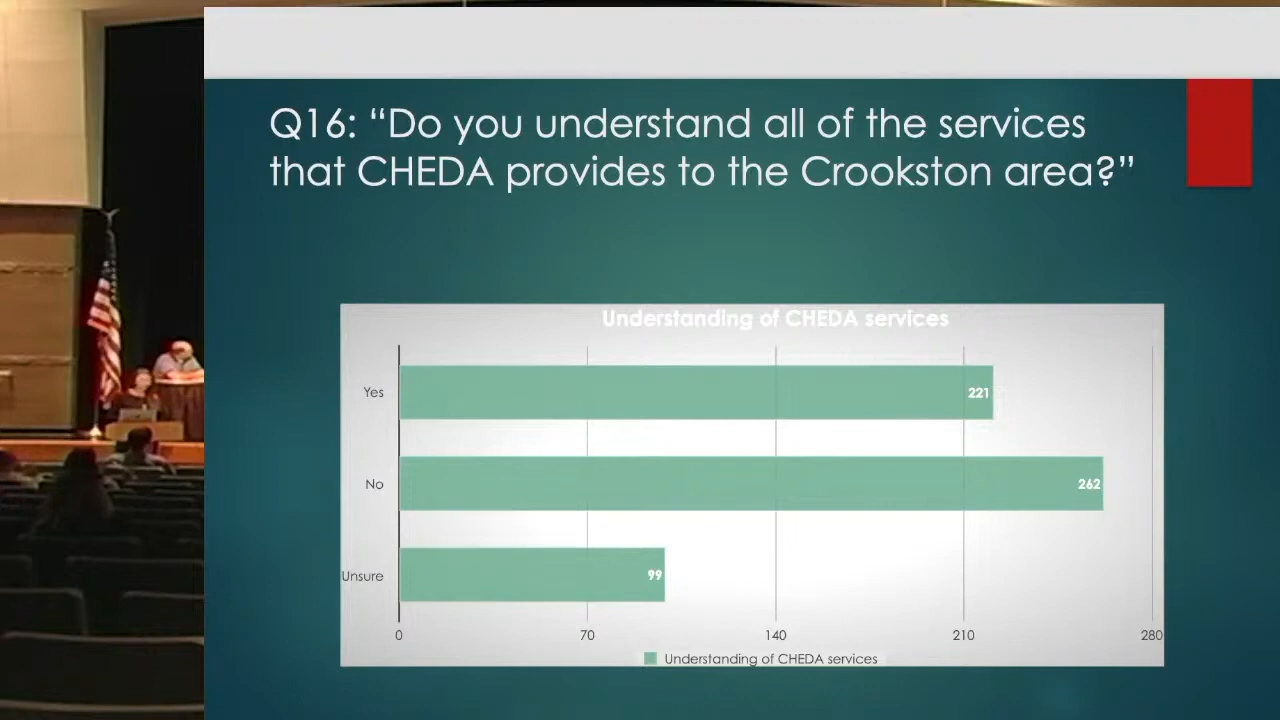 Q16: “Do you understand all of the services
that CHEDA provides to the Crookston area?”
Understanding of CHEDA services
Yes
221
No
262
Unsure
99
0 70 140 210 280
Understanding of CHEDA services